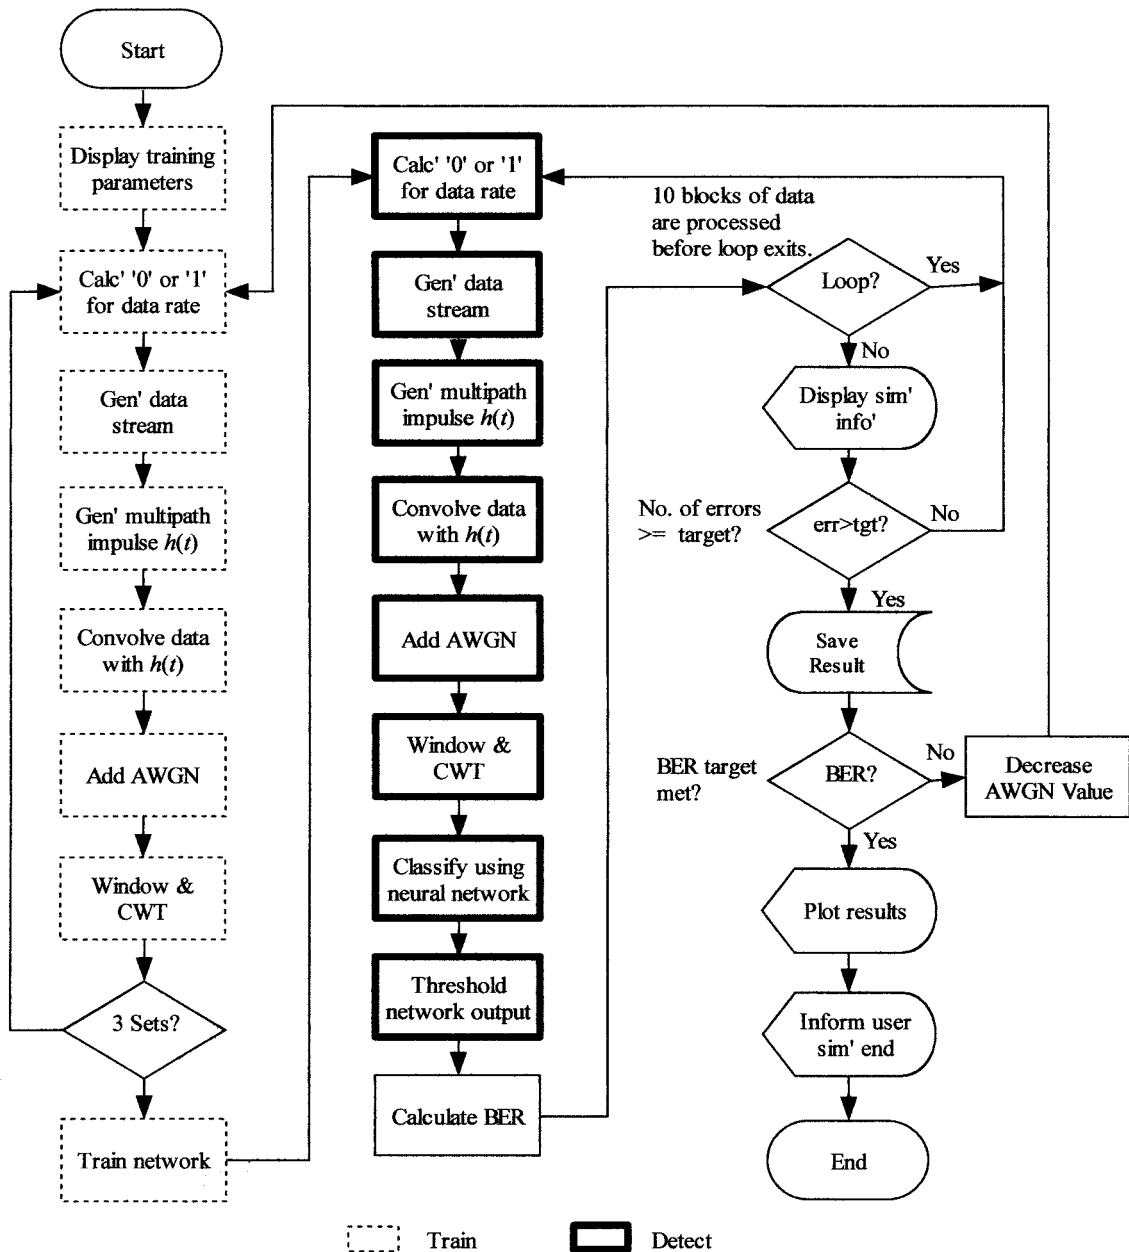 Start
Display training
parameters
Calc' '0' or '1'
for data rate
Gen' data
stream
Gen' multipath
impulse h(t)
Convolve data
with h(t)
Add AWGN
Window &
CWT
3 Sets?
Train network
Calc' '0' or '1'
for data rate
Gen' data
stream
Gen' multipath
impulse h(t)
Convolve data
with h(t)
Add AWGN
Window &
CWT
Classify using
neural network
Threshold
network output
Calculate BER
10 blocks of data
are processed
before loop exits.
Loop?
Yes
No
Display sim'
info'
No. of errors
>= target?
err>tgt?
No
Yes
Save
Result
BER target
met?
BER?
No
Decrease
AWGN Value
Yes
Plot results
Inform user
sim' end
End
Train
Detect